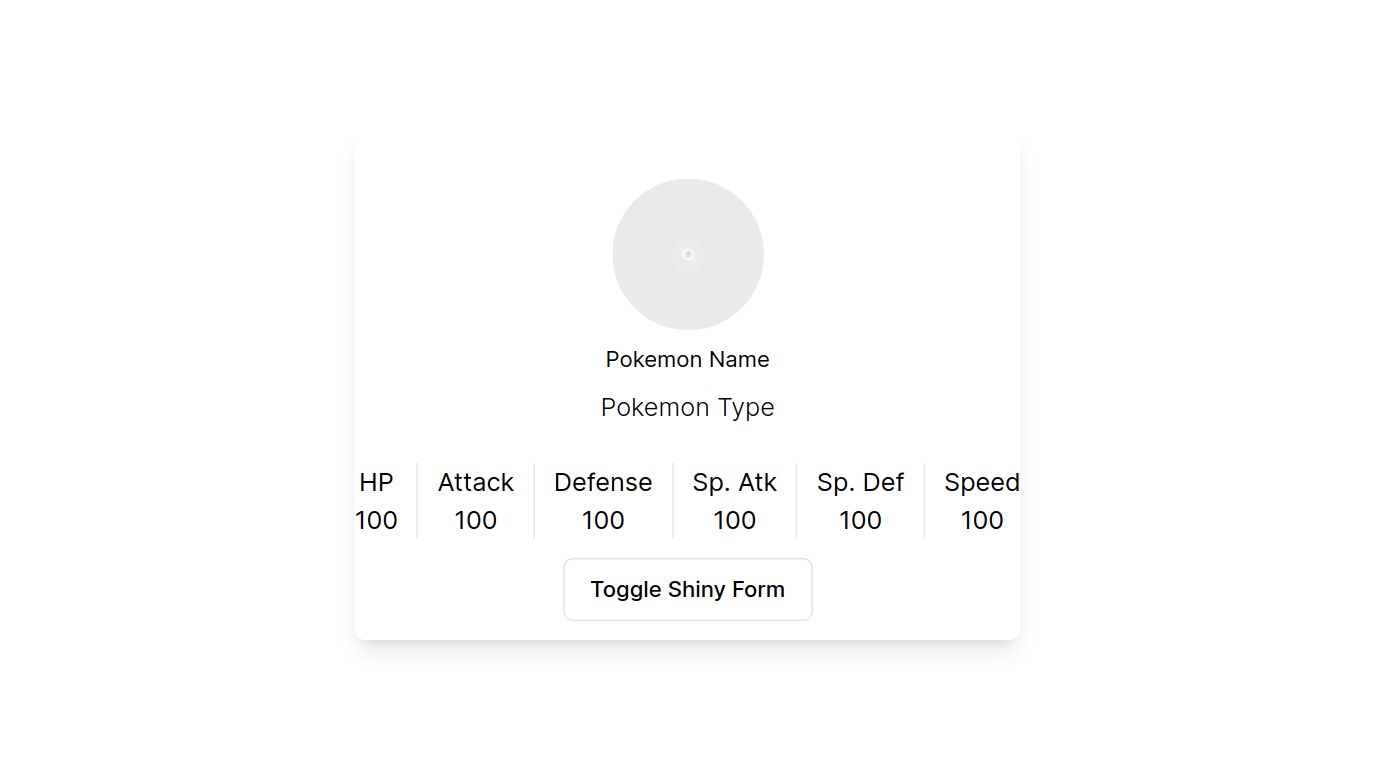 Pokemon Name
Pokemon Type
HP Attack Defense Sp. Atk Sp. Def Speed
100 100 100 100 100 100
Toggle Shiny Form